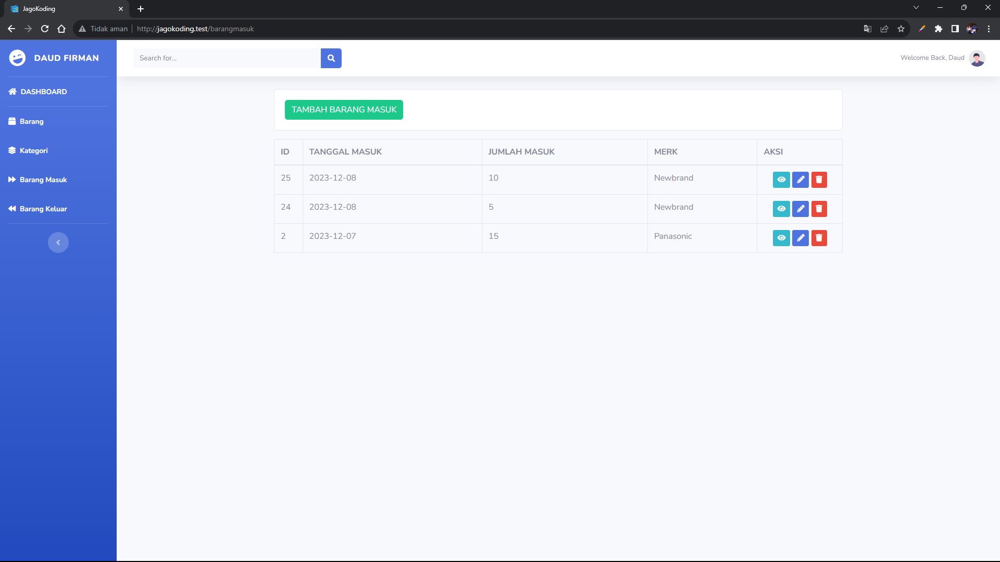 JagoKoding
Tidak aman http://jagokoding.test/barangmasuk
DAUD FIRMAN
Search for...
Welcome Back, Daud
DASHBOARD
Barang
Kategori
Barang Masuk
Barang Keluar
TAMBAH BARANG MASUK
ID TANGGAL MASUK JUMLAH MASUK MERK AKSI
25 2023-12-08 10 Newbrand
24 2023-12-08 5 Newbrand
2 2023-12-07 15 Panasonic